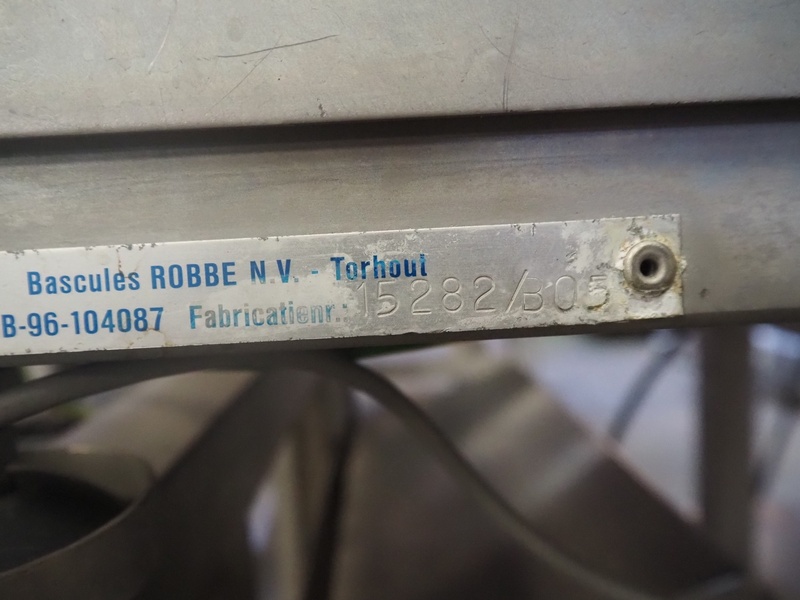 Bascules ROBBE N.V. - Torhout
B-96-104087 Fabricatienr.: 15282/B05